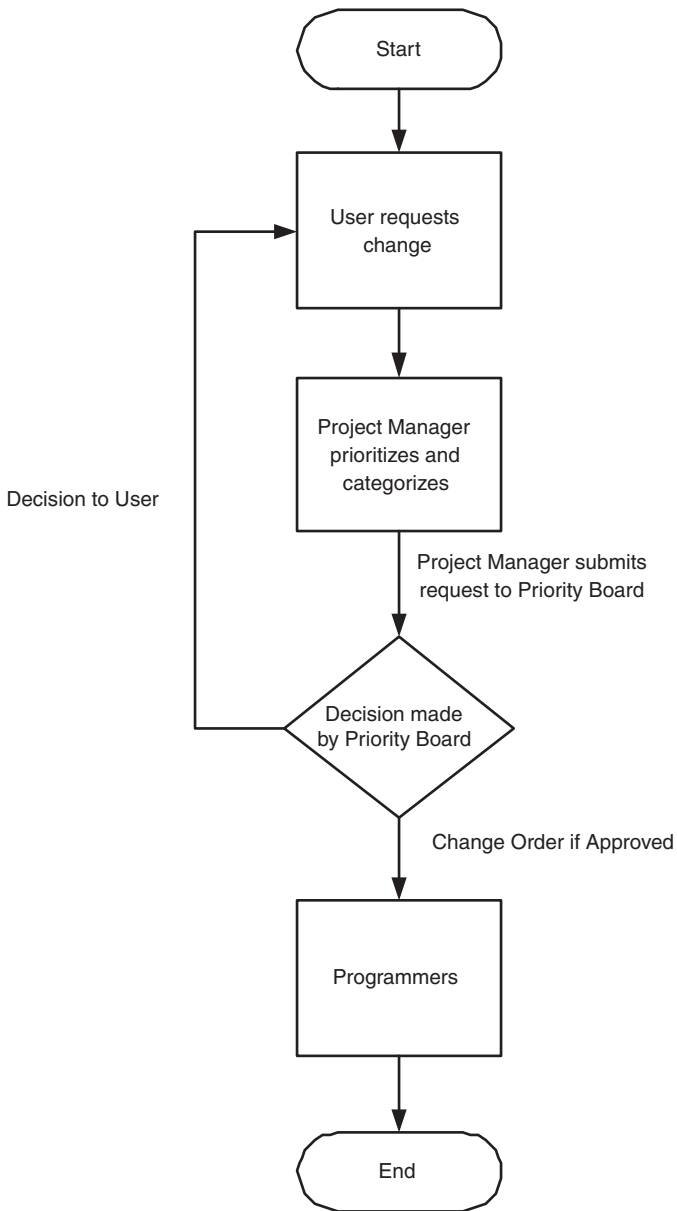 Start
User requests
change
Project Manager
prioritizes and
categorizes
Decision to User
Project Manager submits
request to Priority Board
Decision made
by Priority Board
Change Order if Approved
Programmers
End